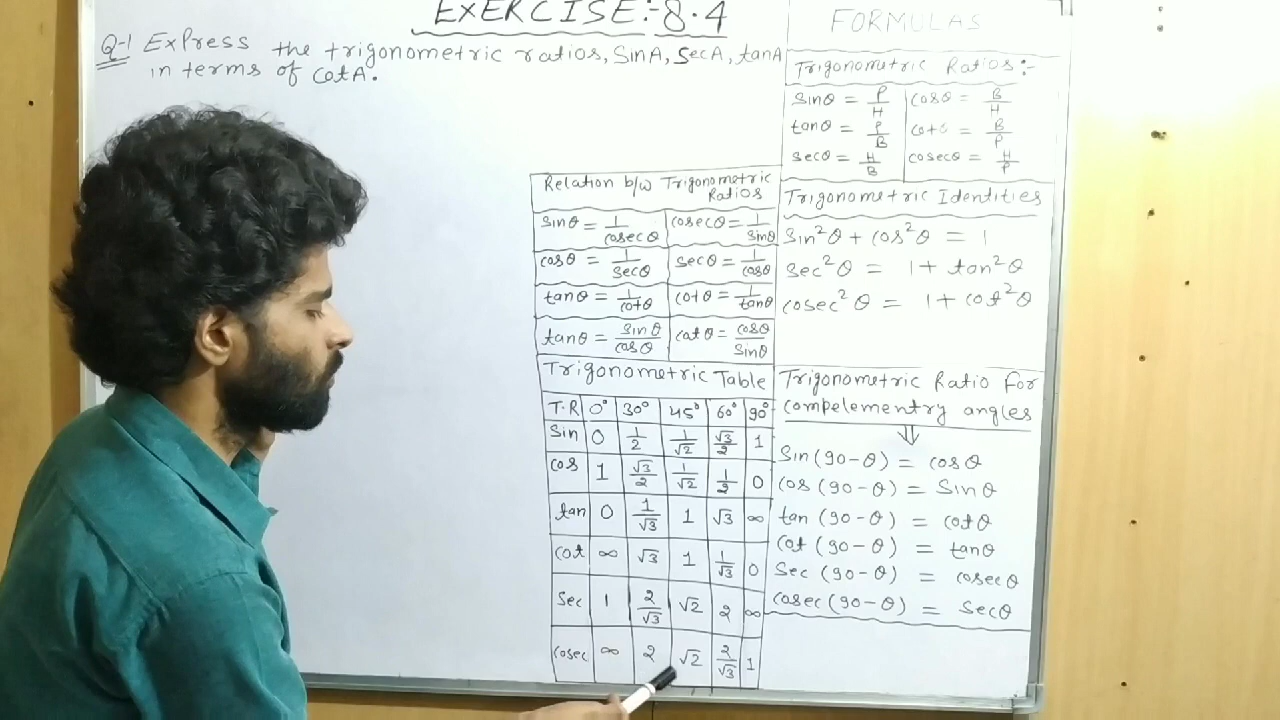 EXERCISE:-8.4
Q-1 Express the trigonometric ratios, SinA, SecA, tanA
in terms of CotA.
FORMULAS
Trigonometric Ratios:-
Sinθ = P/H cosθ = B/H
tanθ = P/B cotθ = B/P
secθ = H/B cosecθ = H/P
Trigonometric Identities
Sin²θ + cos²θ = 1
sec²θ = 1 + tan²θ
cosec²θ = 1 + cot²θ
Relation b/w Trigonometric
Ratios
sinθ = 1/cosecθ cosecθ = 1/sinθ
cosθ = 1/secθ secθ = 1/cosθ
tanθ = 1/cotθ cotθ = 1/tanθ
tanθ = sinθ/cosθ catθ = cosθ/sinθ
Trigonometric Table
T.R 0° 30° 45° 60° 90°
Sin 0 1/2 1/√2 √3/2 1
Cos 1 √3/2 1/√2 1/2 0
tan 0 1/√3 1 √3 ∞
Cot ∞ √3 1 1/√3 0
Sec 1 2/√3 √2 2 ∞
Cosec ∞ 2 √2 2/√3 1
Trigonometric Ratio for
compelementry angles
⇓
Sin (90-θ) = cosθ
Cos (90-θ) = Sinθ
tan (90-θ) = cotθ
Cot (90-θ) = tanθ
Sec (90-θ) = cosecθ
Cosec (90-θ) = Secθ